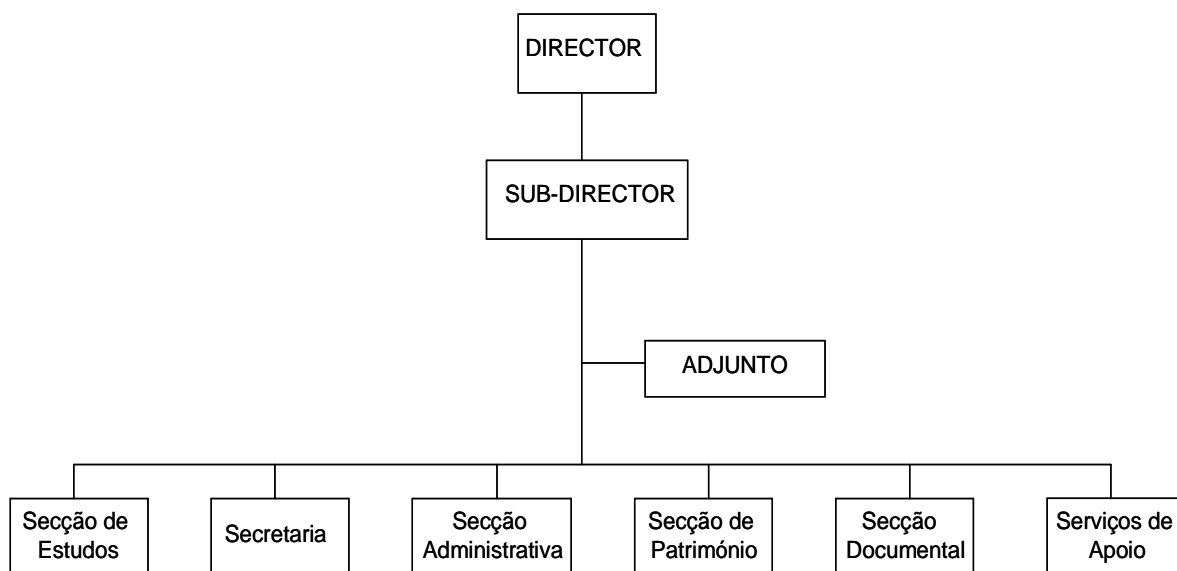 DIRECTOR
SUB-DIRECTOR
ADJUNTO
Secção de
Estudos
Secretaria
Secção
Administrativa
Secção de
Património
Secção
Documental
Serviços de
Apoio